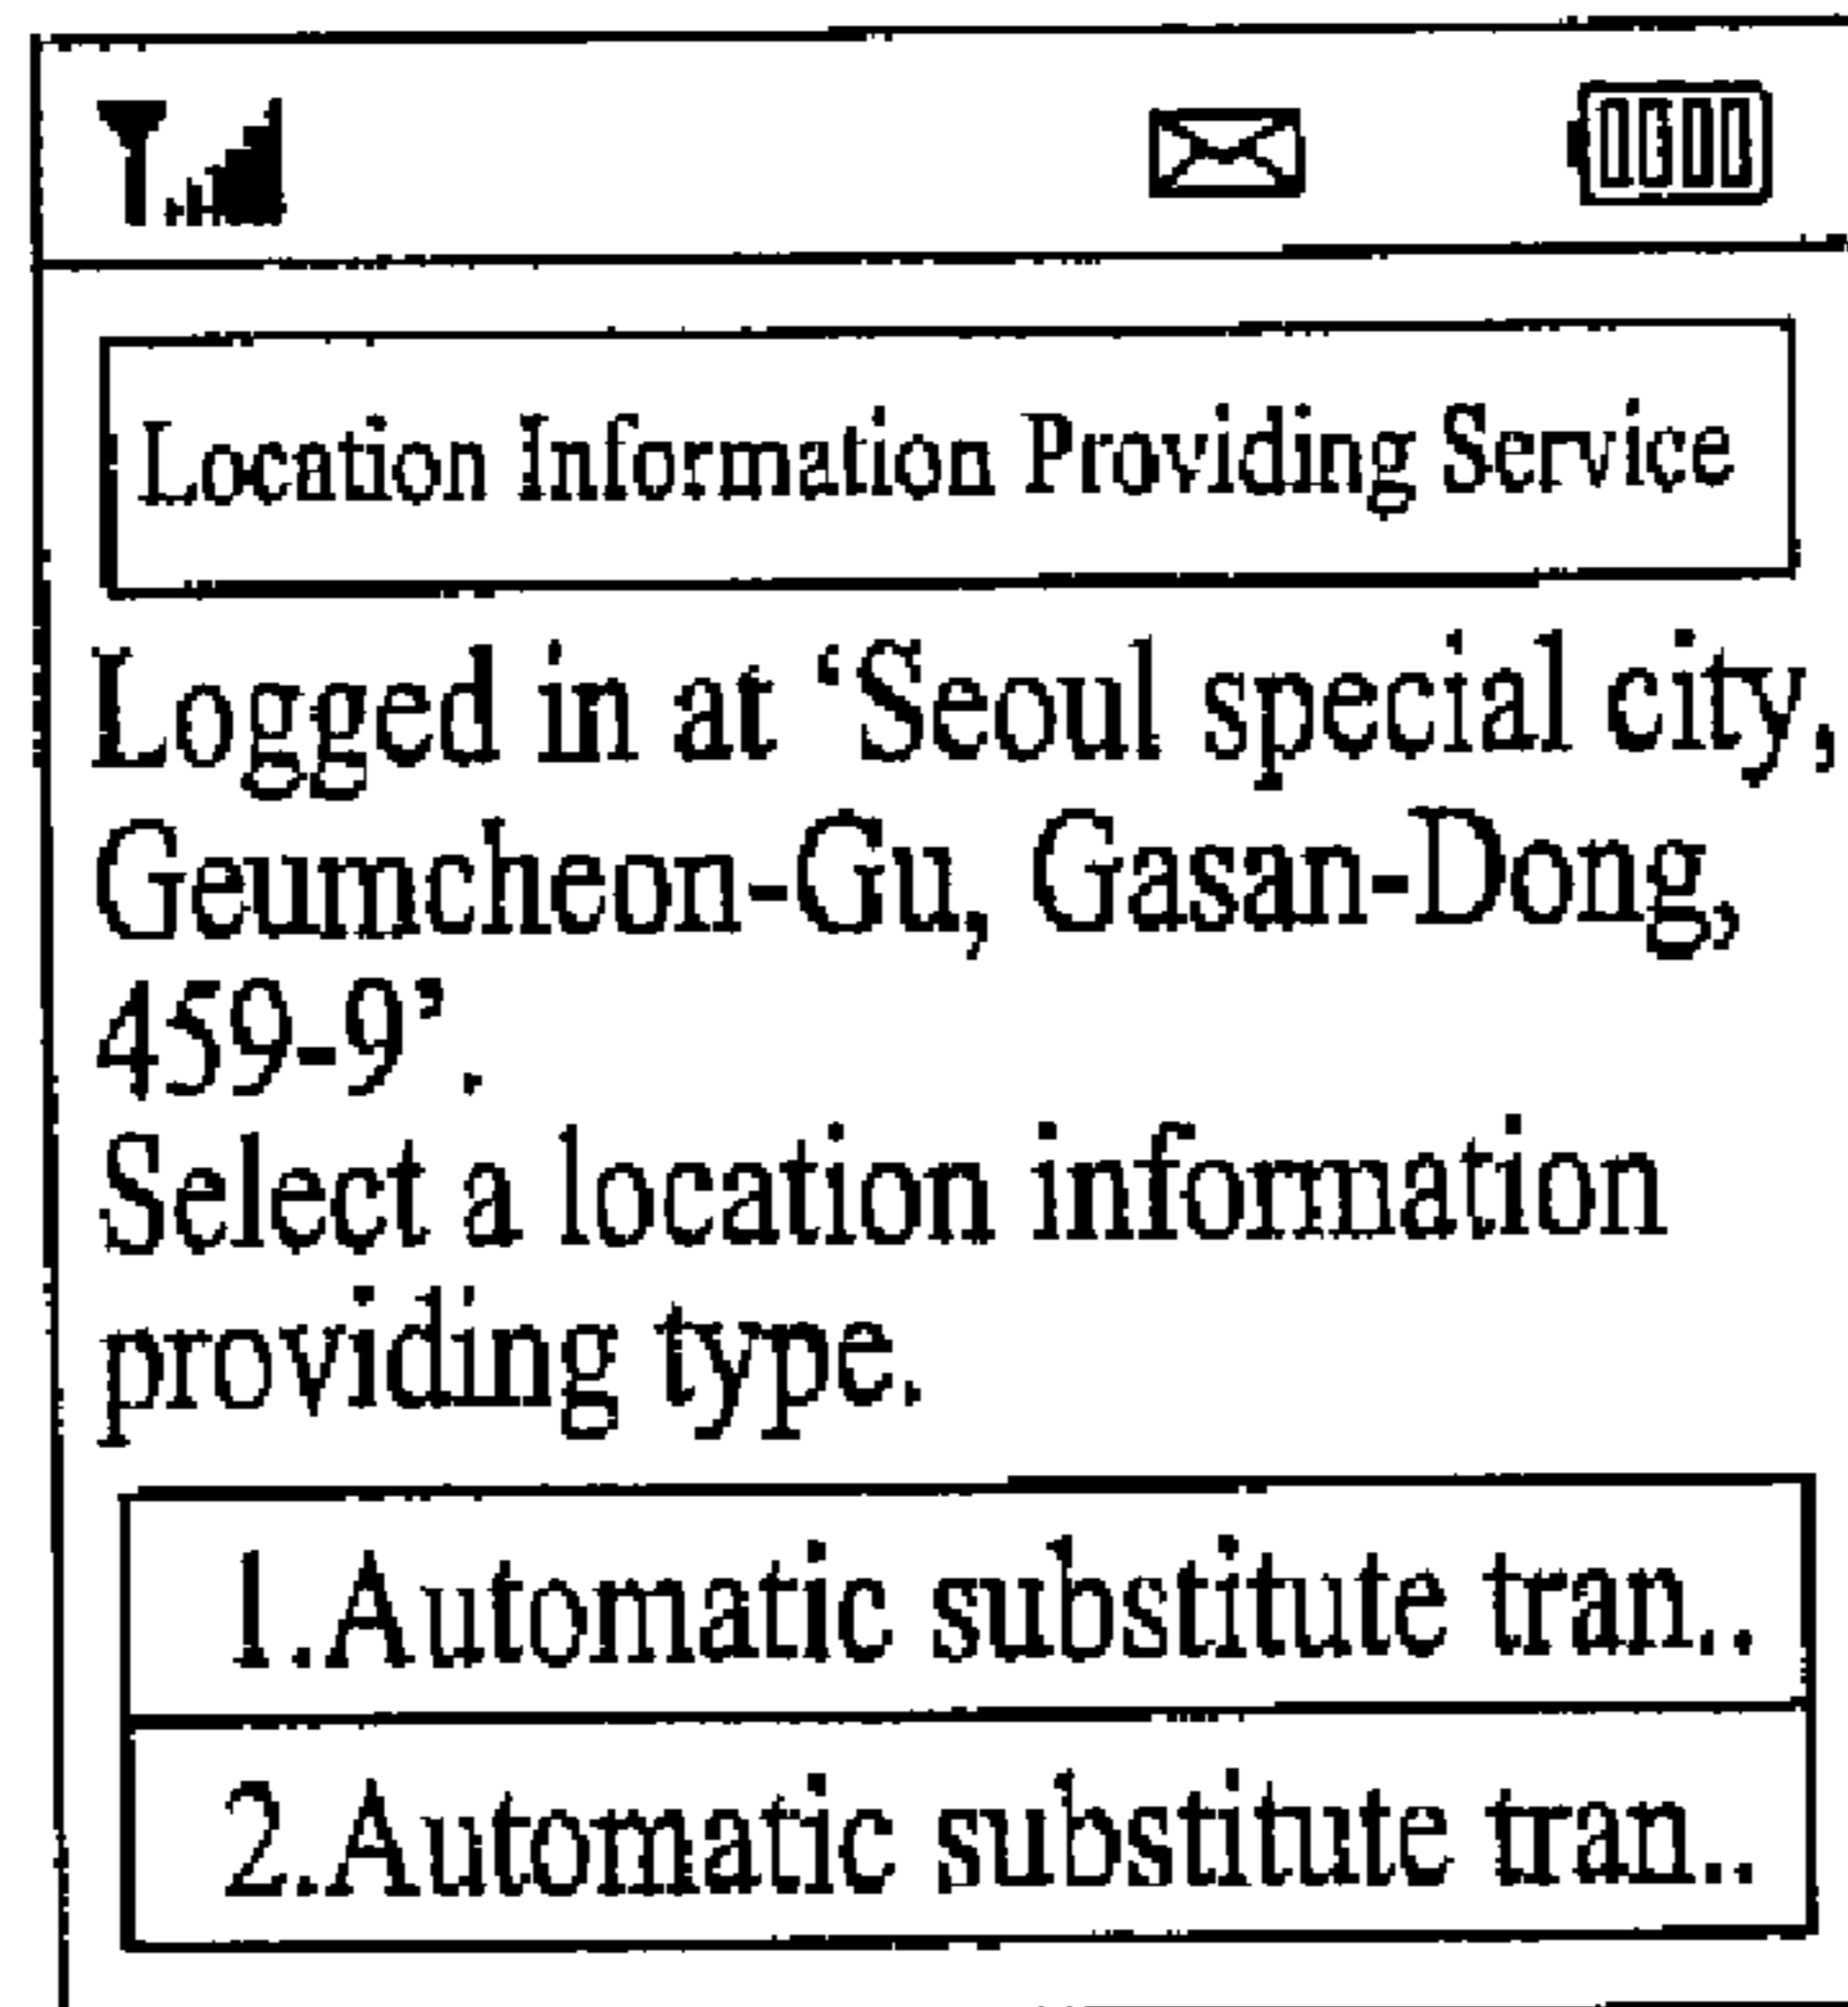 Location Information Providing Service
Logged in at ‘Seoul special city,
Geumcheon-Gu, Gasan-Dong,
459-9’.
Select a location information
providing type.
1.Automatic substitute tran..
2.Automatic substitute tran..